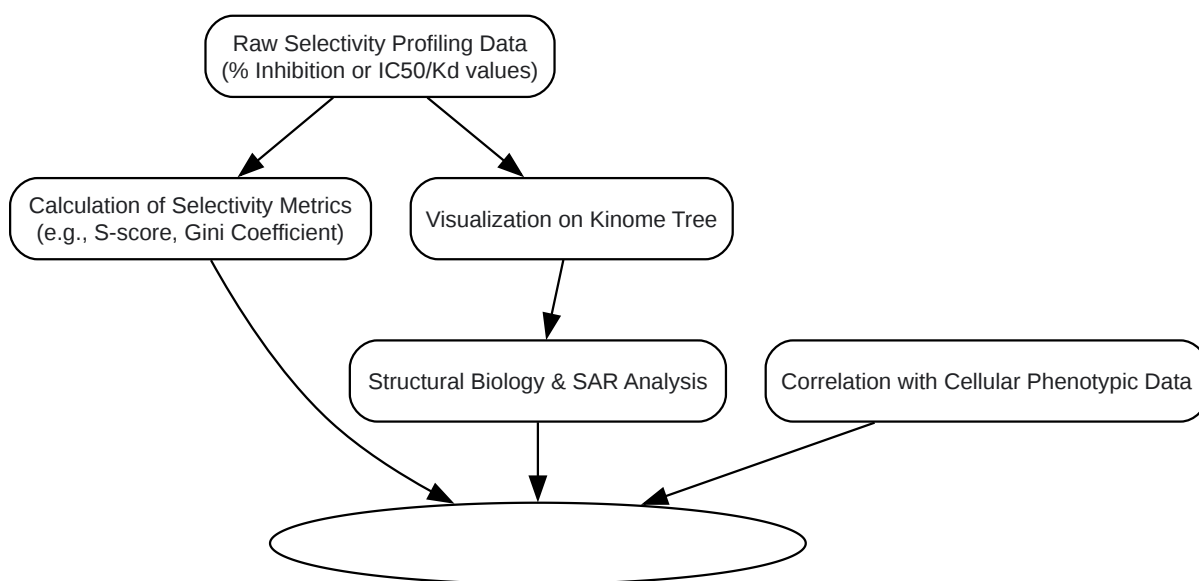 Raw Selectivity Profiling Data
(% Inhibition or IC50/Kd values)
Calculation of Selectivity Metrics
(e.g., S-score, Gini Coefficient)
Visualization on Kinome Tree
Structural Biology & SAR Analysis
Correlation with Cellular Phenotypic Data